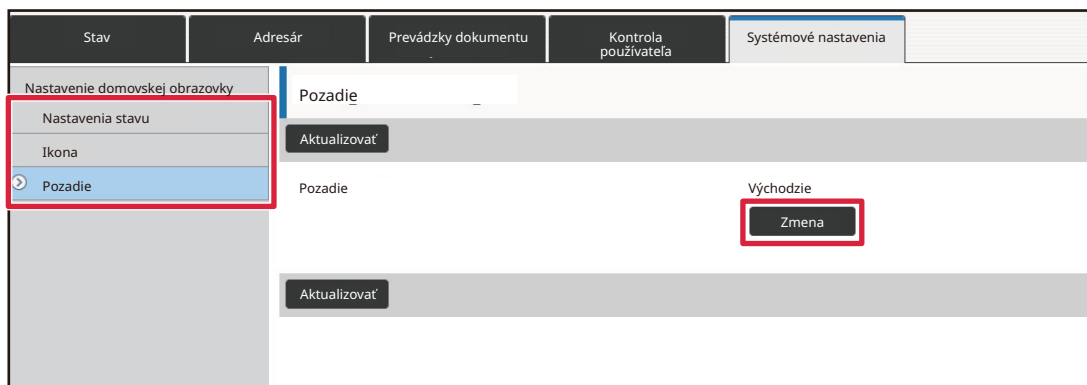 Stav
Adresár
Prevádzky dokumentu
Kontrola
používateľa
Systémové nastavenia
Nastavenie domovskej obrazovky
Nastavenia stavu
Ikona
Pozadie
Pozadie
Aktualizovať
Pozadie
Východzie
Zmena
Aktualizovať